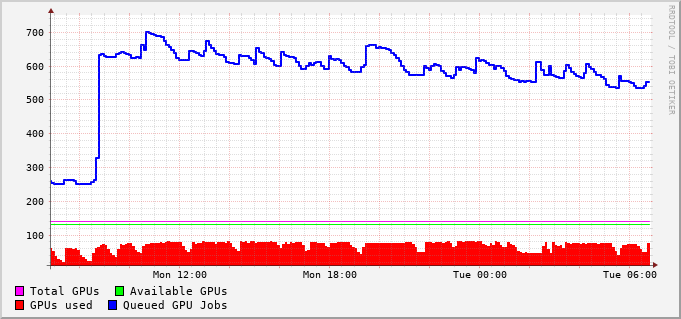 700
600
500
400
300
200
100
Mon 12:00 Mon 18:00 Tue 00:00 Tue 06:00
Total GPUs Available GPUs
GPUs used Queued GPU Jobs
RRDTOOL / TOBI OETIKER